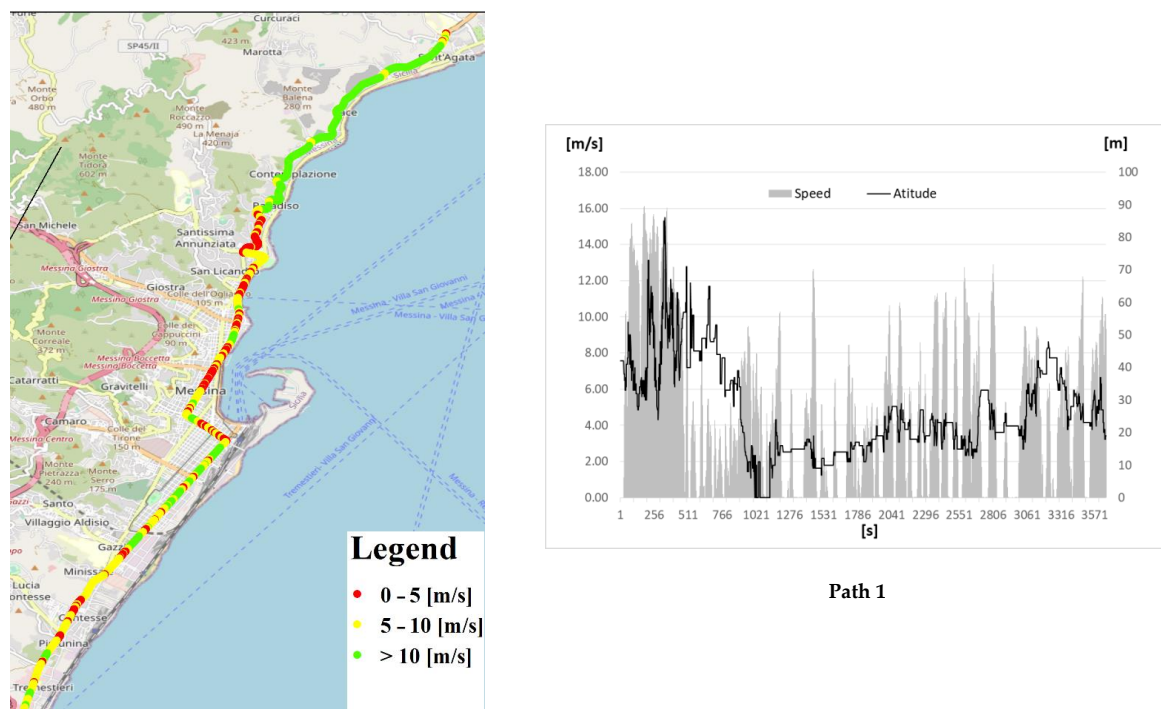 Curcuraci
SP45/II
423 m
Marotta
Sant'Agata
Sicilia
Monte
Orbo
480 m
Monte
Balena
280 m
Monte
Roccazzo
490 m
La Menaja
420 m
Monte
Tidora
602 m
Contemplazione
Paradiso
San Michele
Santissima
Annunziata
Messina Giostra
San Licandro
Messina - Villa San Giovanni
Giostra
Messina Giostra
Colle dell'Ogliastro
105 m
Messina - Villa San G
Monte
Correale
372 m
Colle dei
Cappuccini
90 m
Messina Boccetta
Messina Boccetta
Catarratti
Gravitelli
Messina
Sicilia
Camaro
Messina Centro
Colle del
Tirone
150 m
Monte
Pietrazza
240 m
Monte
Serro
175 m
Tremestieri- Villa San Giovanni
Messina
Santo
Villaggio Aldisio
Gazzi
Minissale
Lucia
Contesse
Pistunina
Tremestieri
Legend
0 – 5 [m/s]
5 – 10 [m/s]
> 10 [m/s]
[m/s] [m]
Speed Atitude
18.00 100
16.00 90
14.00 80
12.00 70
10.00 60
8.00 50
6.00 40
4.00 30
2.00 20
0.00 10
0
1 256 511 766 1021 1276 1531 1786 2041 2296 2551 2806 3061 3316 3571
[s]
Path 1